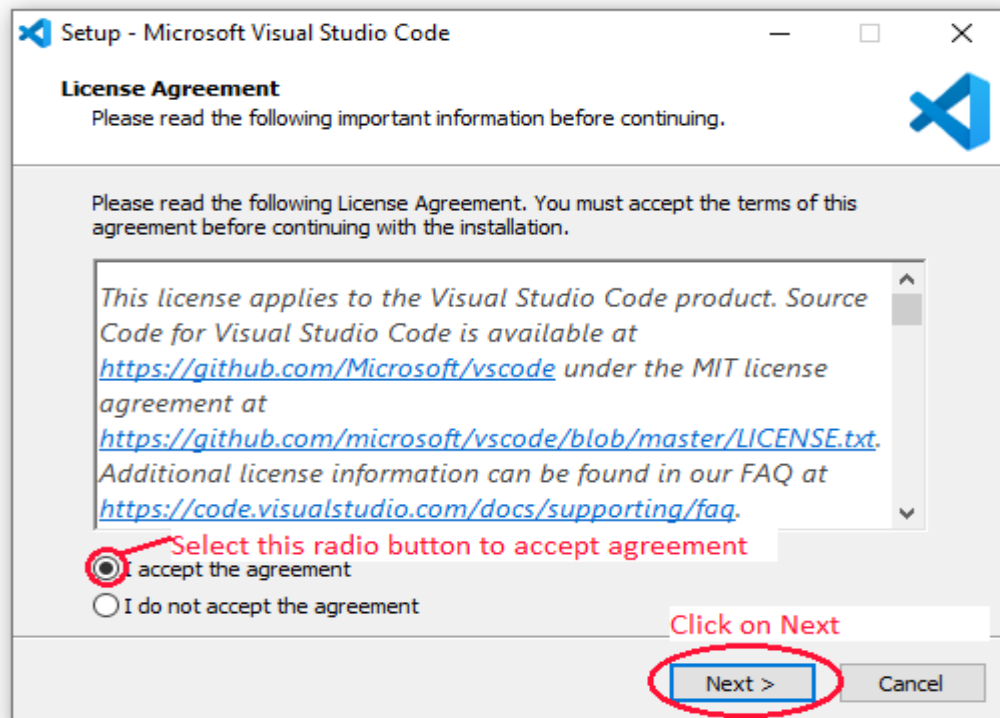 Setup - Microsoft Visual Studio Code
License Agreement
Please read the following important information before continuing.
Please read the following License Agreement. You must accept the terms of this
agreement before continuing with the installation.
This license applies to the Visual Studio Code product. Source
Code for Visual Studio Code is available at
https://github.com/Microsoft/vscode under the MIT license
agreement at
https://github.com/microsoft/vscode/blob/master/LICENSE.txt.
Additional license information can be found in our FAQ at
https://code.visualstudio.com/docs/supporting/faq.
Select this radio button to accept agreement
I accept the agreement
I do not accept the agreement
Click on Next
Next >
Cancel